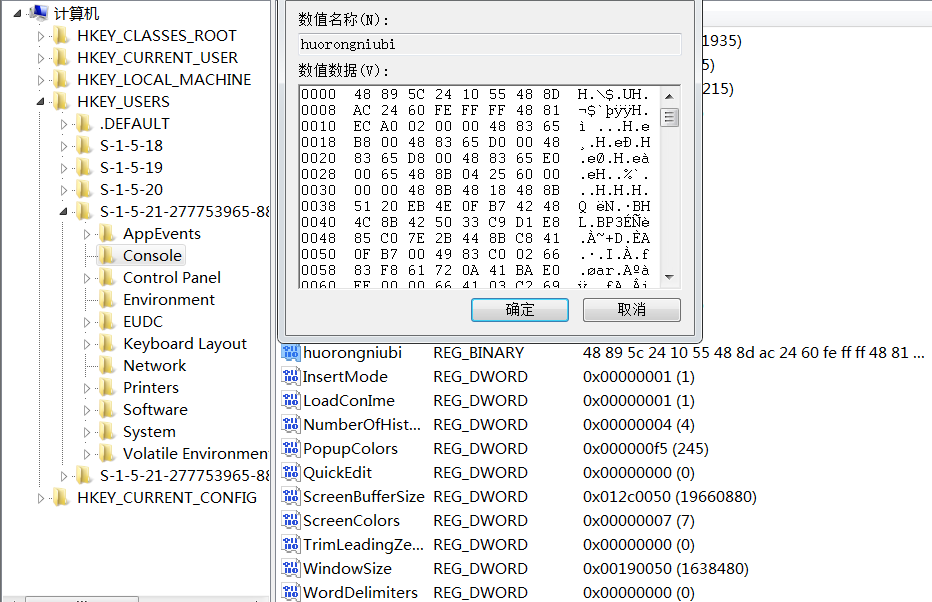 计算机
HKEY_CLASSES_ROOT
HKEY_CURRENT_USER
HKEY_LOCAL_MACHINE
HKEY_USERS
.DEFAULT
S-1-5-18
S-1-5-19
S-1-5-20
S-1-5-21-277753965-88
AppEvents
Console
Control Panel
Environment
EUDC
Keyboard Layout
Network
Printers
Software
System
Volatile Environmen
S-1-5-21-277753965-88
HKEY_CURRENT_CONFIG
数值名称(N):
huorongniubi
数值数据(V):
0000 48 89 5C 24 10 55 48 8D H.\$.UH.
0008 AC 24 60 FE FF FF 48 81 ¬$`þÿÿH.
0010 EC A0 02 00 00 48 83 65 ì ...H.e
0018 B8 00 48 83 65 D0 00 48 ¸.H.eÐ.H
0020 83 65 D8 00 48 83 65 E0 .eØ.H.eà
0028 00 65 48 8B 04 25 60 00 .eH..%`.
0030 00 00 48 8B 48 18 48 8B ..H.H.H.
0038 51 20 EB 4E 0F B7 42 48 Q ëN.·BH
0040 4C 8B 42 50 33 C9 D1 E8 L.BP3ÉÑè
0048 85 C0 7E 2B 44 8B C8 41 .À~+D.ÈA
0050 0F B7 00 49 83 C0 02 66 .·.I.À.f
0058 83 F8 61 72 0A 41 BA E0 .øar.Aºà
0060 FF 00 00 66 41 03 C2 69 ÿ..fA.Âi
确定
取消
1935)
5)
215)
huorongniubi REG_BINARY 48 89 5c 24 10 55 48 8d ac 24 60 fe ff ff 48 81 ...
InsertMode REG_DWORD 0x00000001 (1)
LoadConIme REG_DWORD 0x00000001 (1)
NumberOfHist... REG_DWORD 0x00000004 (4)
PopupColors REG_DWORD 0x000000f5 (245)
QuickEdit REG_DWORD 0x00000000 (0)
ScreenBufferSize REG_DWORD 0x012c0050 (19660880)
ScreenColors REG_DWORD 0x00000007 (7)
TrimLeadingZe... REG_DWORD 0x00000000 (0)
WindowSize REG_DWORD 0x00190050 (1638480)
WordDelimiters REG_DWORD 0x00000000 (0)